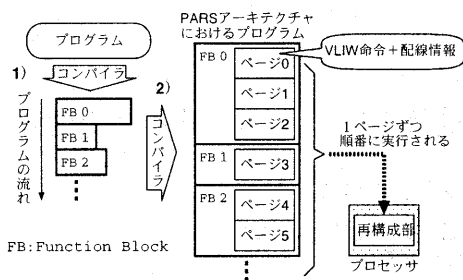 PARSアーキテクチャ
におけるプログラム
プログラム
1)
コンパイラ
プログラムの流れ
FB 0
FB 1
FB 2
2)
コンパイラ
FB 0
ページ0
ページ1
ページ2
FB 1
ページ3
FB 2
ページ4
ページ5
VLIW命令＋配線情報
1ページずつ
順番に実行される
再構成部
プロセッサ
FB:Function Block